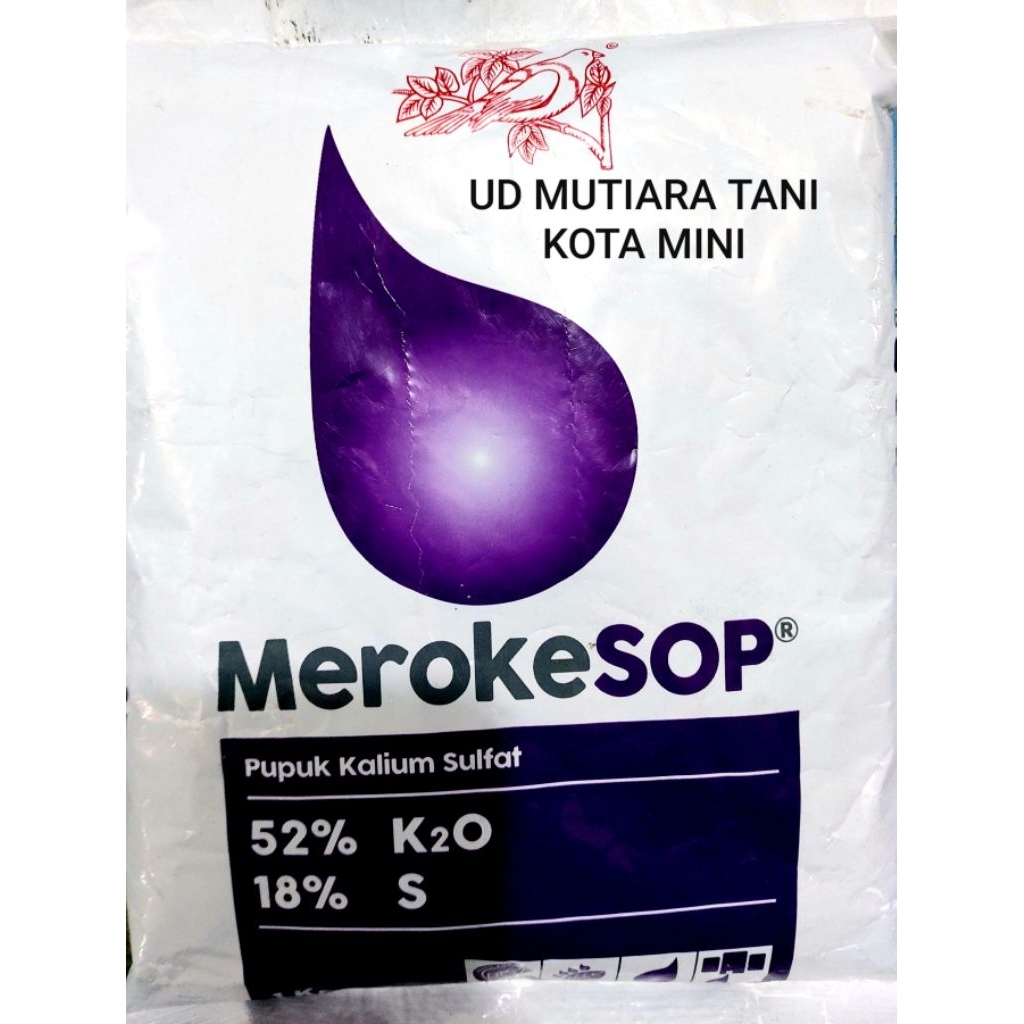 UD MUTIARA TANI
KOTA MINI
MerokeSOP®
Pupuk Kalium Sulfat
52% K2O
18% S